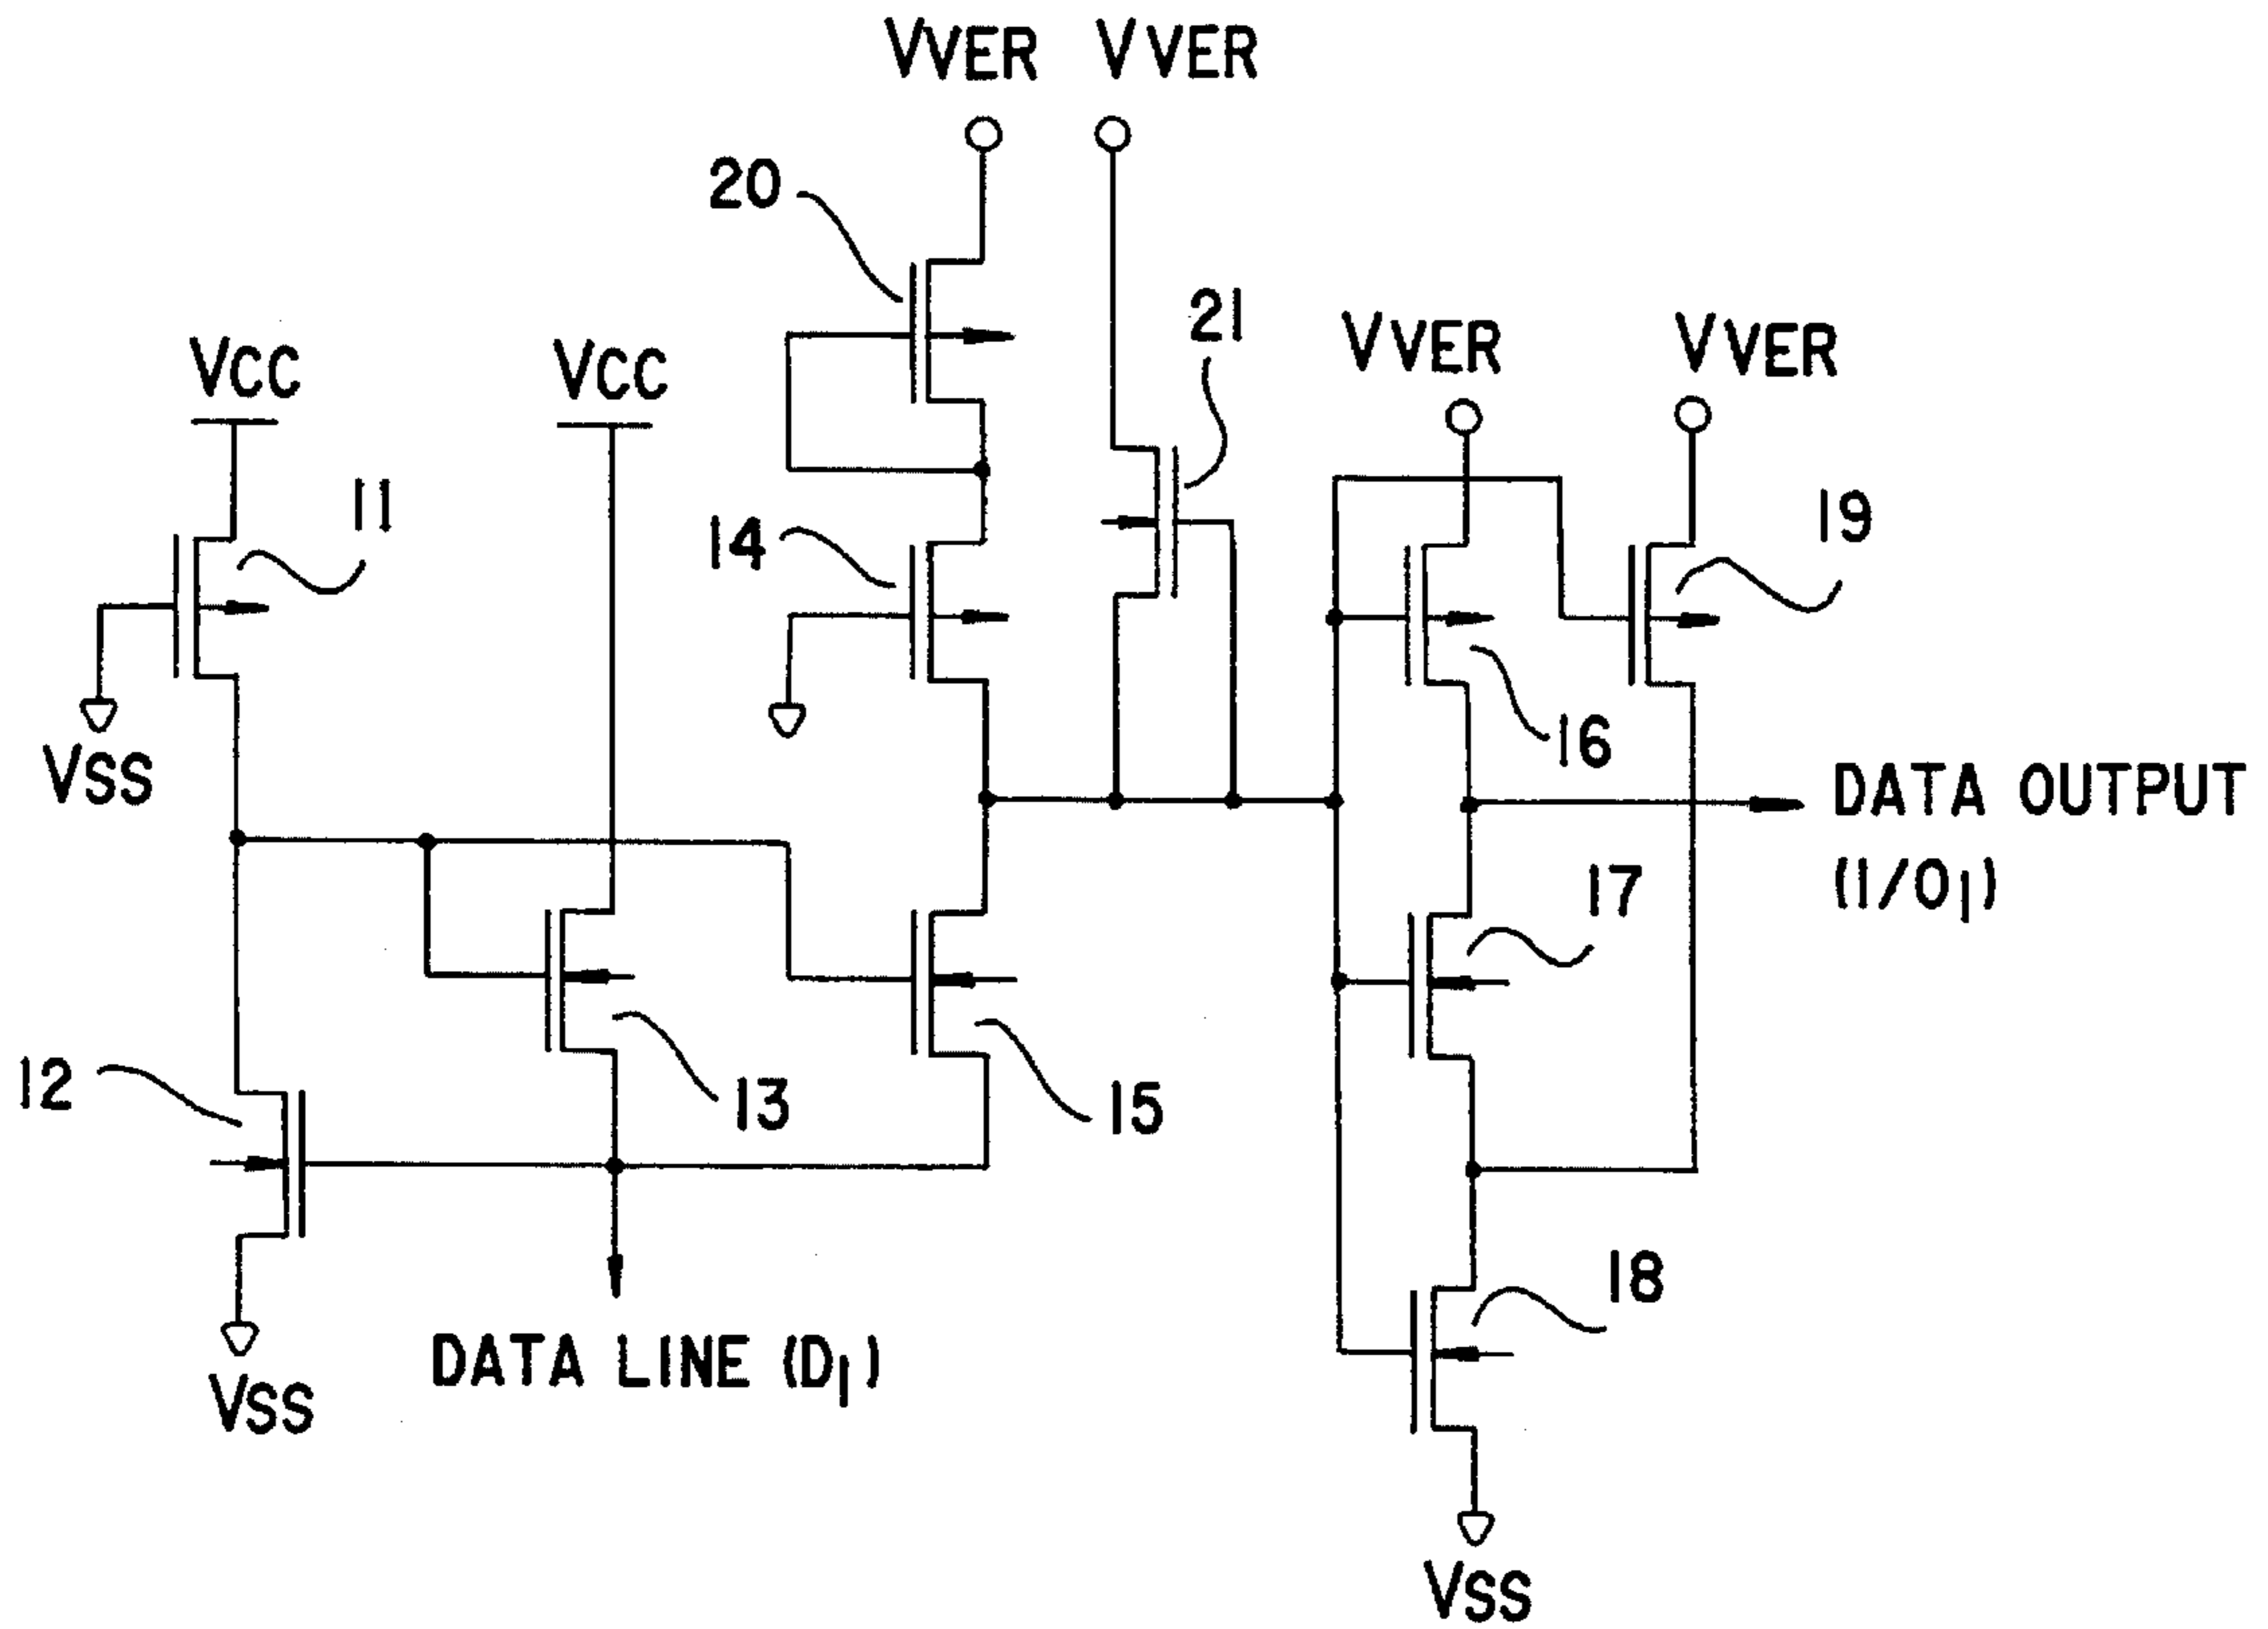 VVER VVER
20
21
VVER VVER
VCC VCC
11
14
19
16
VSS
DATA OUTPUT
(I/O1)
17
12
13 15
18
DATA LINE (D1)
VSS
VSS